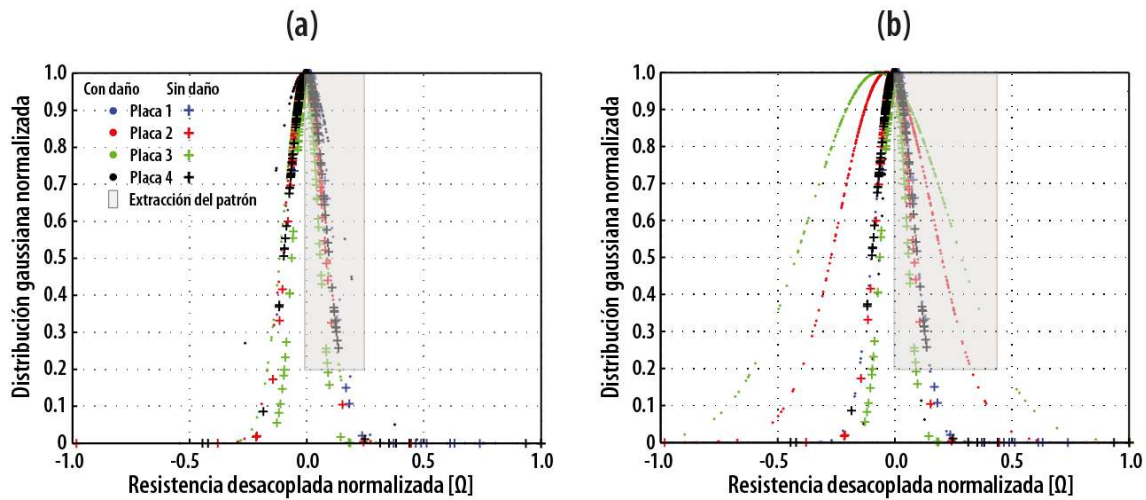 (a)
Distribución gaussiana normalizada
1.0
0.9
0.8
0.7
0.6
0.5
0.4
0.3
0.2
0.1
0
Con daño Sin daño
Placa 1
Placa 2
Placa 3
Placa 4
Extracción del patrón
-1.0 -0.5 0.0 0.5 1.0
Resistencia desacoplada normalizada [Ω]
(b)
Distribución gaussiana normalizada
1.0
0.9
0.8
0.7
0.6
0.5
0.4
0.3
0.2
0.1
0
-1.0 -0.5 0.0 0.5 1.0
Resistencia desacoplada normalizada [Ω]